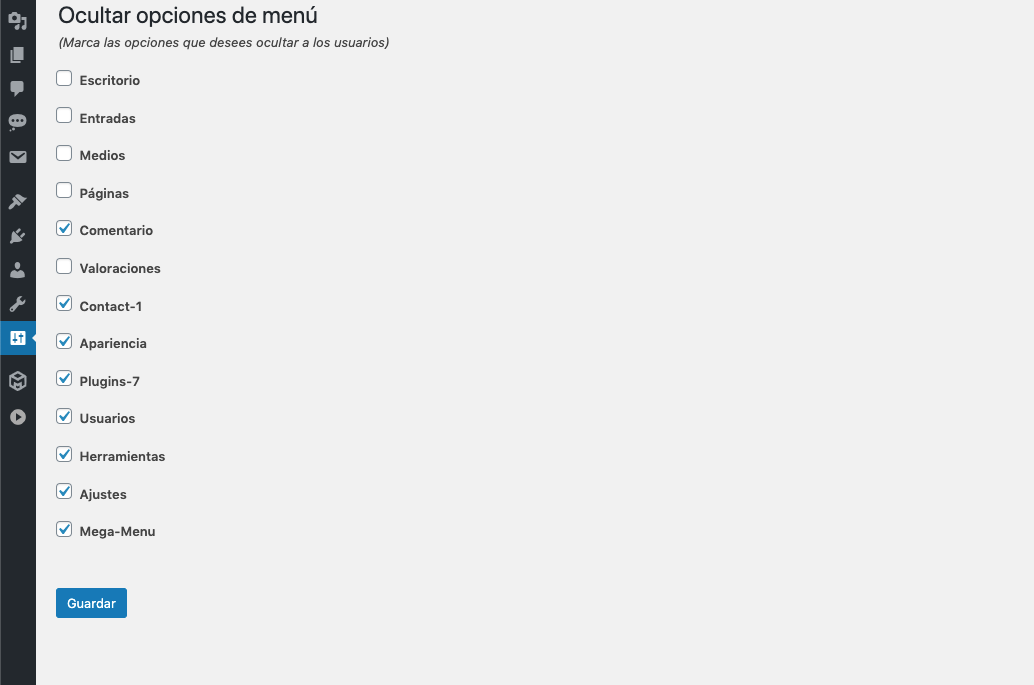 Ocultar opciones de menú
(Marca las opciones que desees ocultar a los usuarios)
Escritorio
Entradas
Medios
Páginas
Comentario
Valoraciones
Contact-1
Apariencia
Plugins-7
Usuarios
Herramientas
Ajustes
Mega-Menu
Guardar